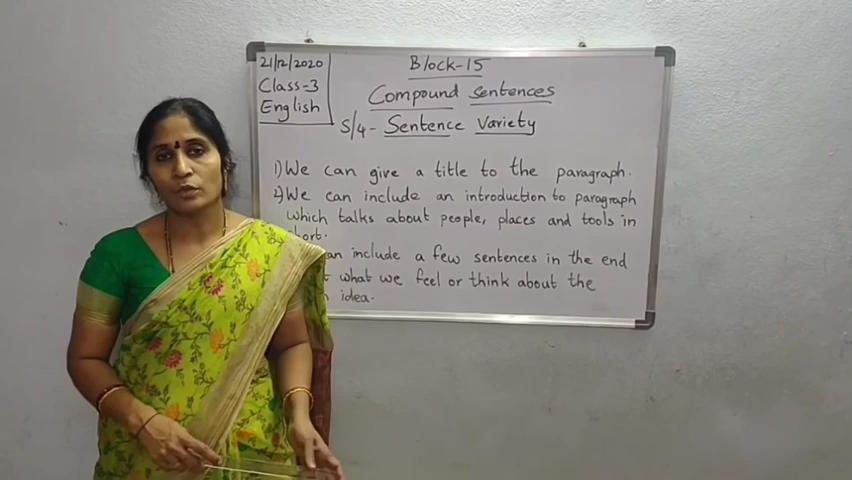 21/12/2020
Class-3
English
Block-15
Compound sentences
S/4- Sentence Variety
1) We can give a title to the paragraph.
2) We can include an introduction to paragraph
which talks about people, places and tools in
short.
can include a few sentences in the end
what we feel or think about the
idea.